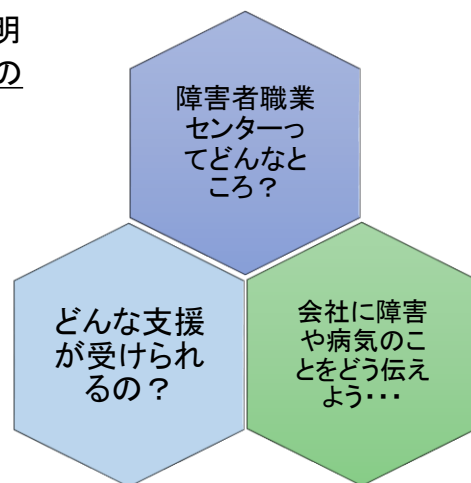 明
の
障害者職業
センターっ
てどんなと
ころ？
どんな支援
が受けられ
るの？
会社に障害
や病気のこ
とをどう伝え
よう・・・